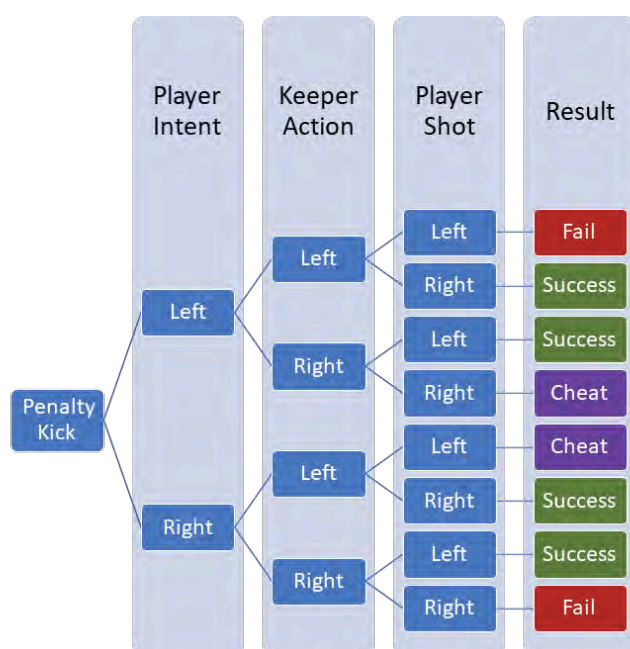 Player
Intent
Keeper
Action
Player
Shot
Result
Left
Fail
Left
Right
Success
Left
Left
Success
Right
Right
Cheat
Penalty
Kick
Left
Cheat
Left
Right
Success
Right
Left
Success
Right
Right
Fail